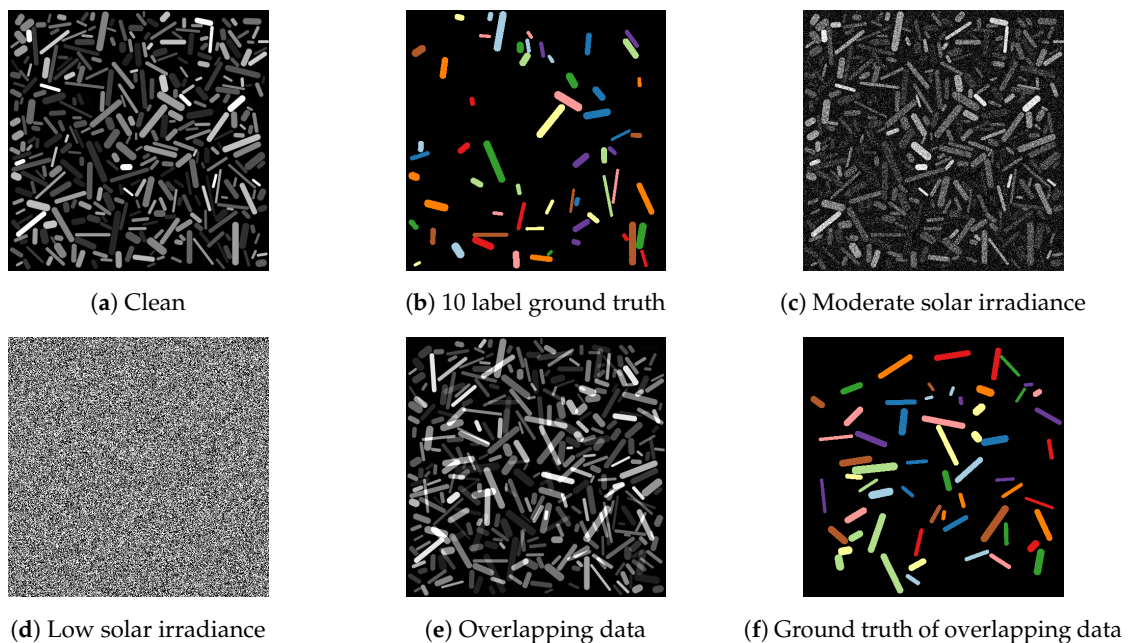 (a) Clean
(b) 10 label ground truth
(c) Moderate solar irradiance
(d) Low solar irradiance
(e) Overlapping data
(f) Ground truth of overlapping data